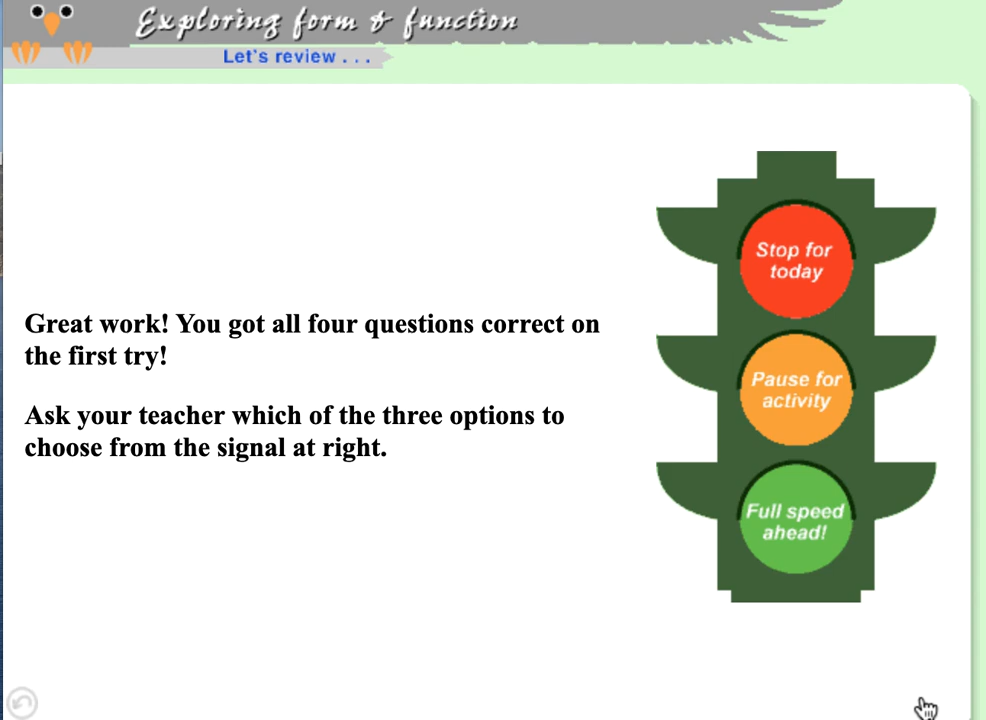 Exploring form & function
Let's review . . .
Great work! You got all four questions correct on
the first try!
Ask your teacher which of the three options to
choose from the signal at right.
Stop for
today
Pause for
activity
Full speed
ahead!